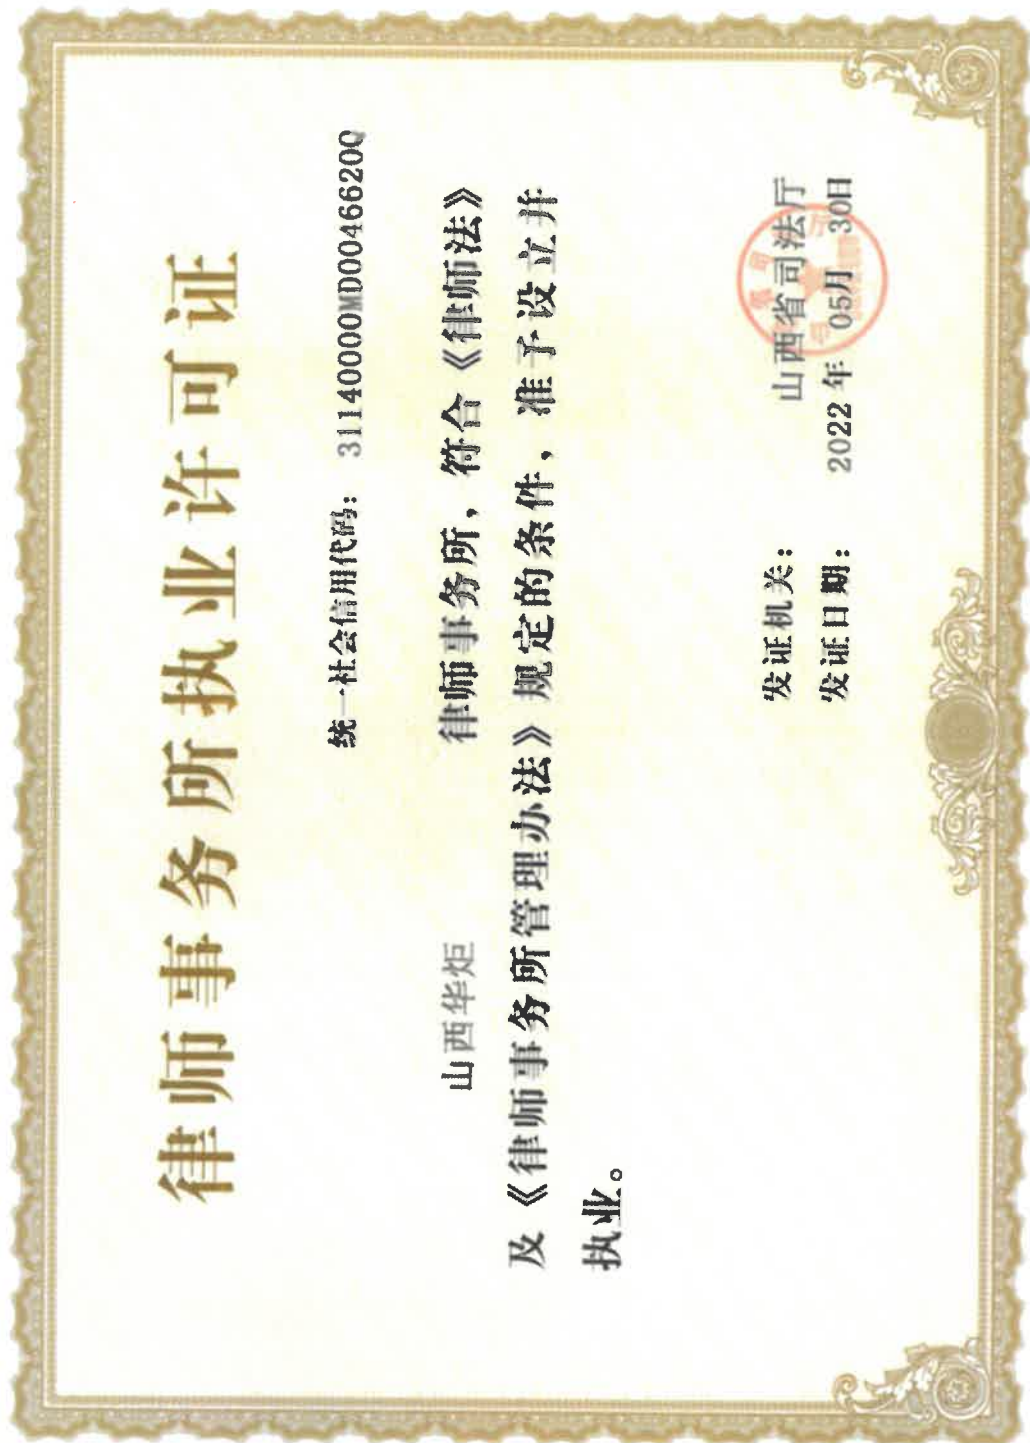 律师事务所执业许可证
统一社会信用代码: 31140000MD0046620Q
山西华炬 律师事务所，符合《律师法》
及《律师事务所管理办法》规定的条件，准予设立并
执业。
发证机关: 山西省司法厅
发证日期: 2022 年 05月 30日